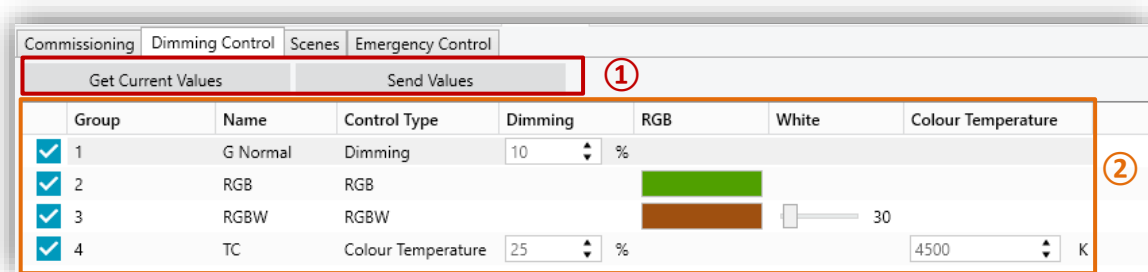 Commissioning Dimming Control Scenes Emergency Control
Get Current Values Send Values ①
Group Name Control Type Dimming RGB White Colour Temperature
1 G Normal Dimming 10 %
2 RGB RGB
②
3 RGBW RGBW 30
4 TC Colour Temperature 25 % 4500 K